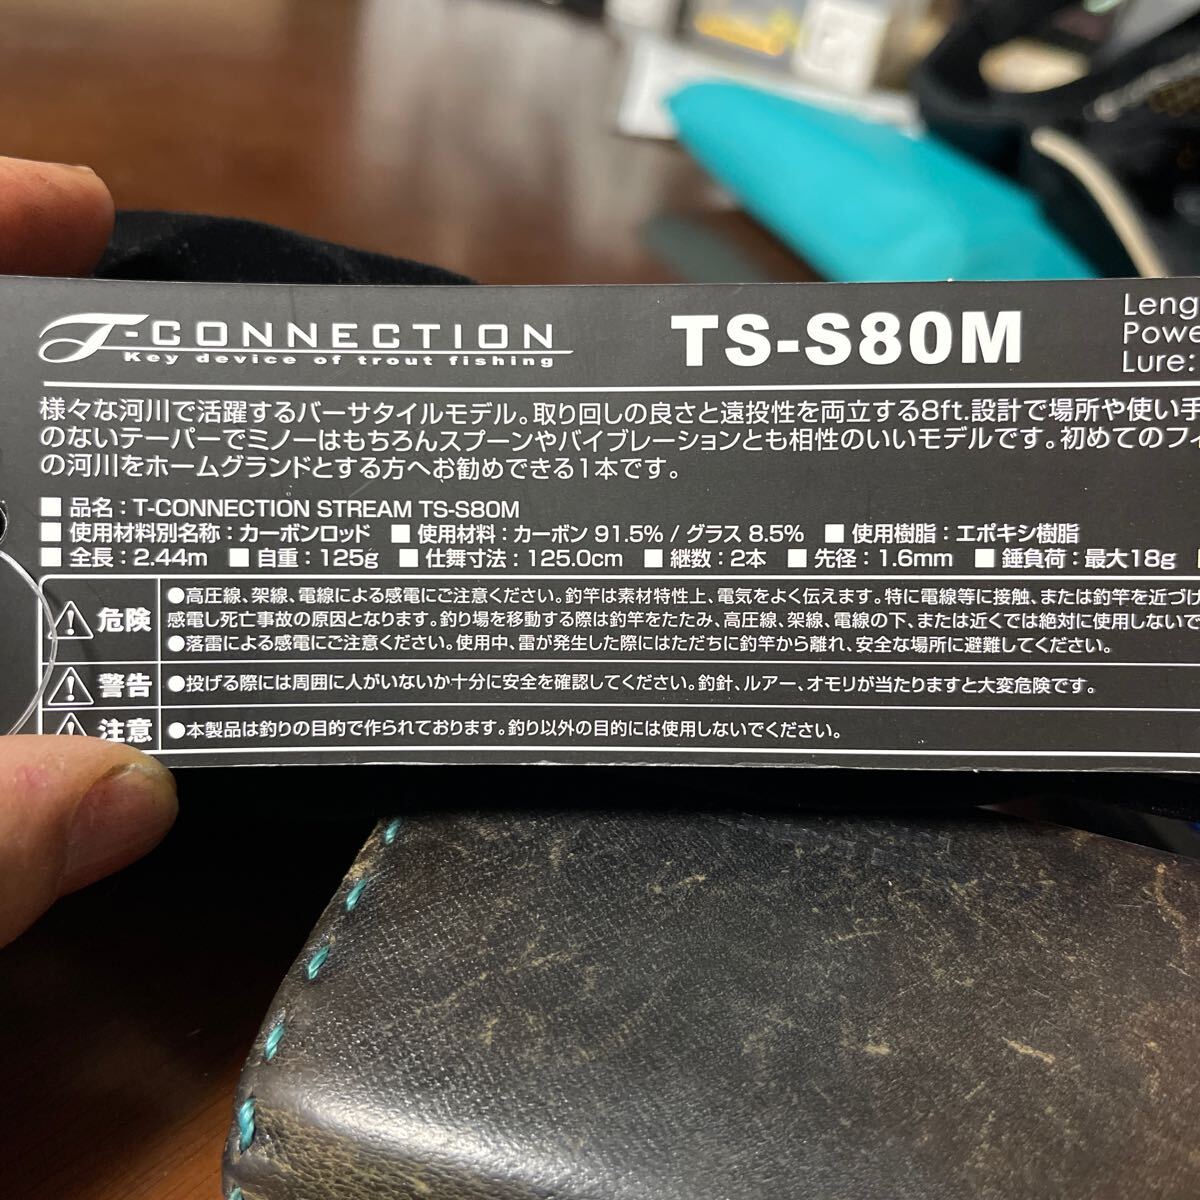 T-CONNECTION
Key device of trout fishing
TS-S80M
Leng
Powe
Lure:
様々な河川で活躍するバーサタイルモデル。取り回しの良さと遠投性を両立する8ft.設計で場所や使い手
のないテーパーでミノーはもちろんスプーンやバイブレーションとも相性のいいモデルです。初めてのフィ
の河川をホームグランドとする方へお勧めできる1本です。
■ 品名：T-CONNECTION STREAM TS-S80M
■ 使用材料別名称：カーボンロッド ■ 使用材料：カーボン 91.5% / グラス 8.5% ■ 使用樹脂：エポキシ樹脂
■ 全長：2.44m ■ 自重：125g ■ 仕舞寸法：125.0cm ■ 継数：2本 ■ 先径：1.6mm ■ 錘負荷：最大18g
危険
●高圧線、架線、電線による感電にご注意ください。釣竿は素材特性上、電気をよく伝えます。特に電線等に接触、または釣竿を近づけ
感電し死亡事故の原因となります。釣り場を移動する際は釣竿をたたみ、高圧線、架線、電線の下、または近くでは絶対に使用しないで
●落雷による感電にご注意ください。使用中、雷が発生した際にはただちに釣竿から離れ、安全な場所に避難してください。
警告
●投げる際には周囲に人がいないか十分に安全を確認してください。釣針、ルアー、オモリが当たりますと大変危険です。
注意
●本製品は釣りの目的で作られております。釣り以外の目的には使用しないでください。